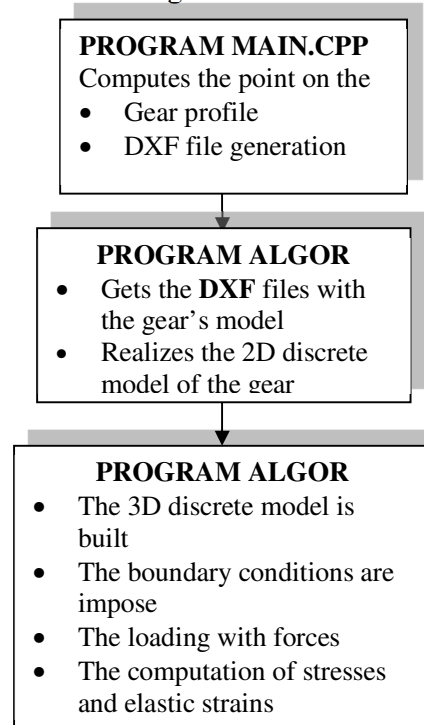 PROGRAM MAIN.CPP
Computes the point on the
• Gear profile
• DXF file generation
PROGRAM ALGOR
• Gets the DXF files with
the gear's model
• Realizes the 2D discrete
model of the gear
PROGRAM ALGOR
• The 3D discrete model is
built
• The boundary conditions are
impose
• The loading with forces
• The computation of stresses
and elastic strains